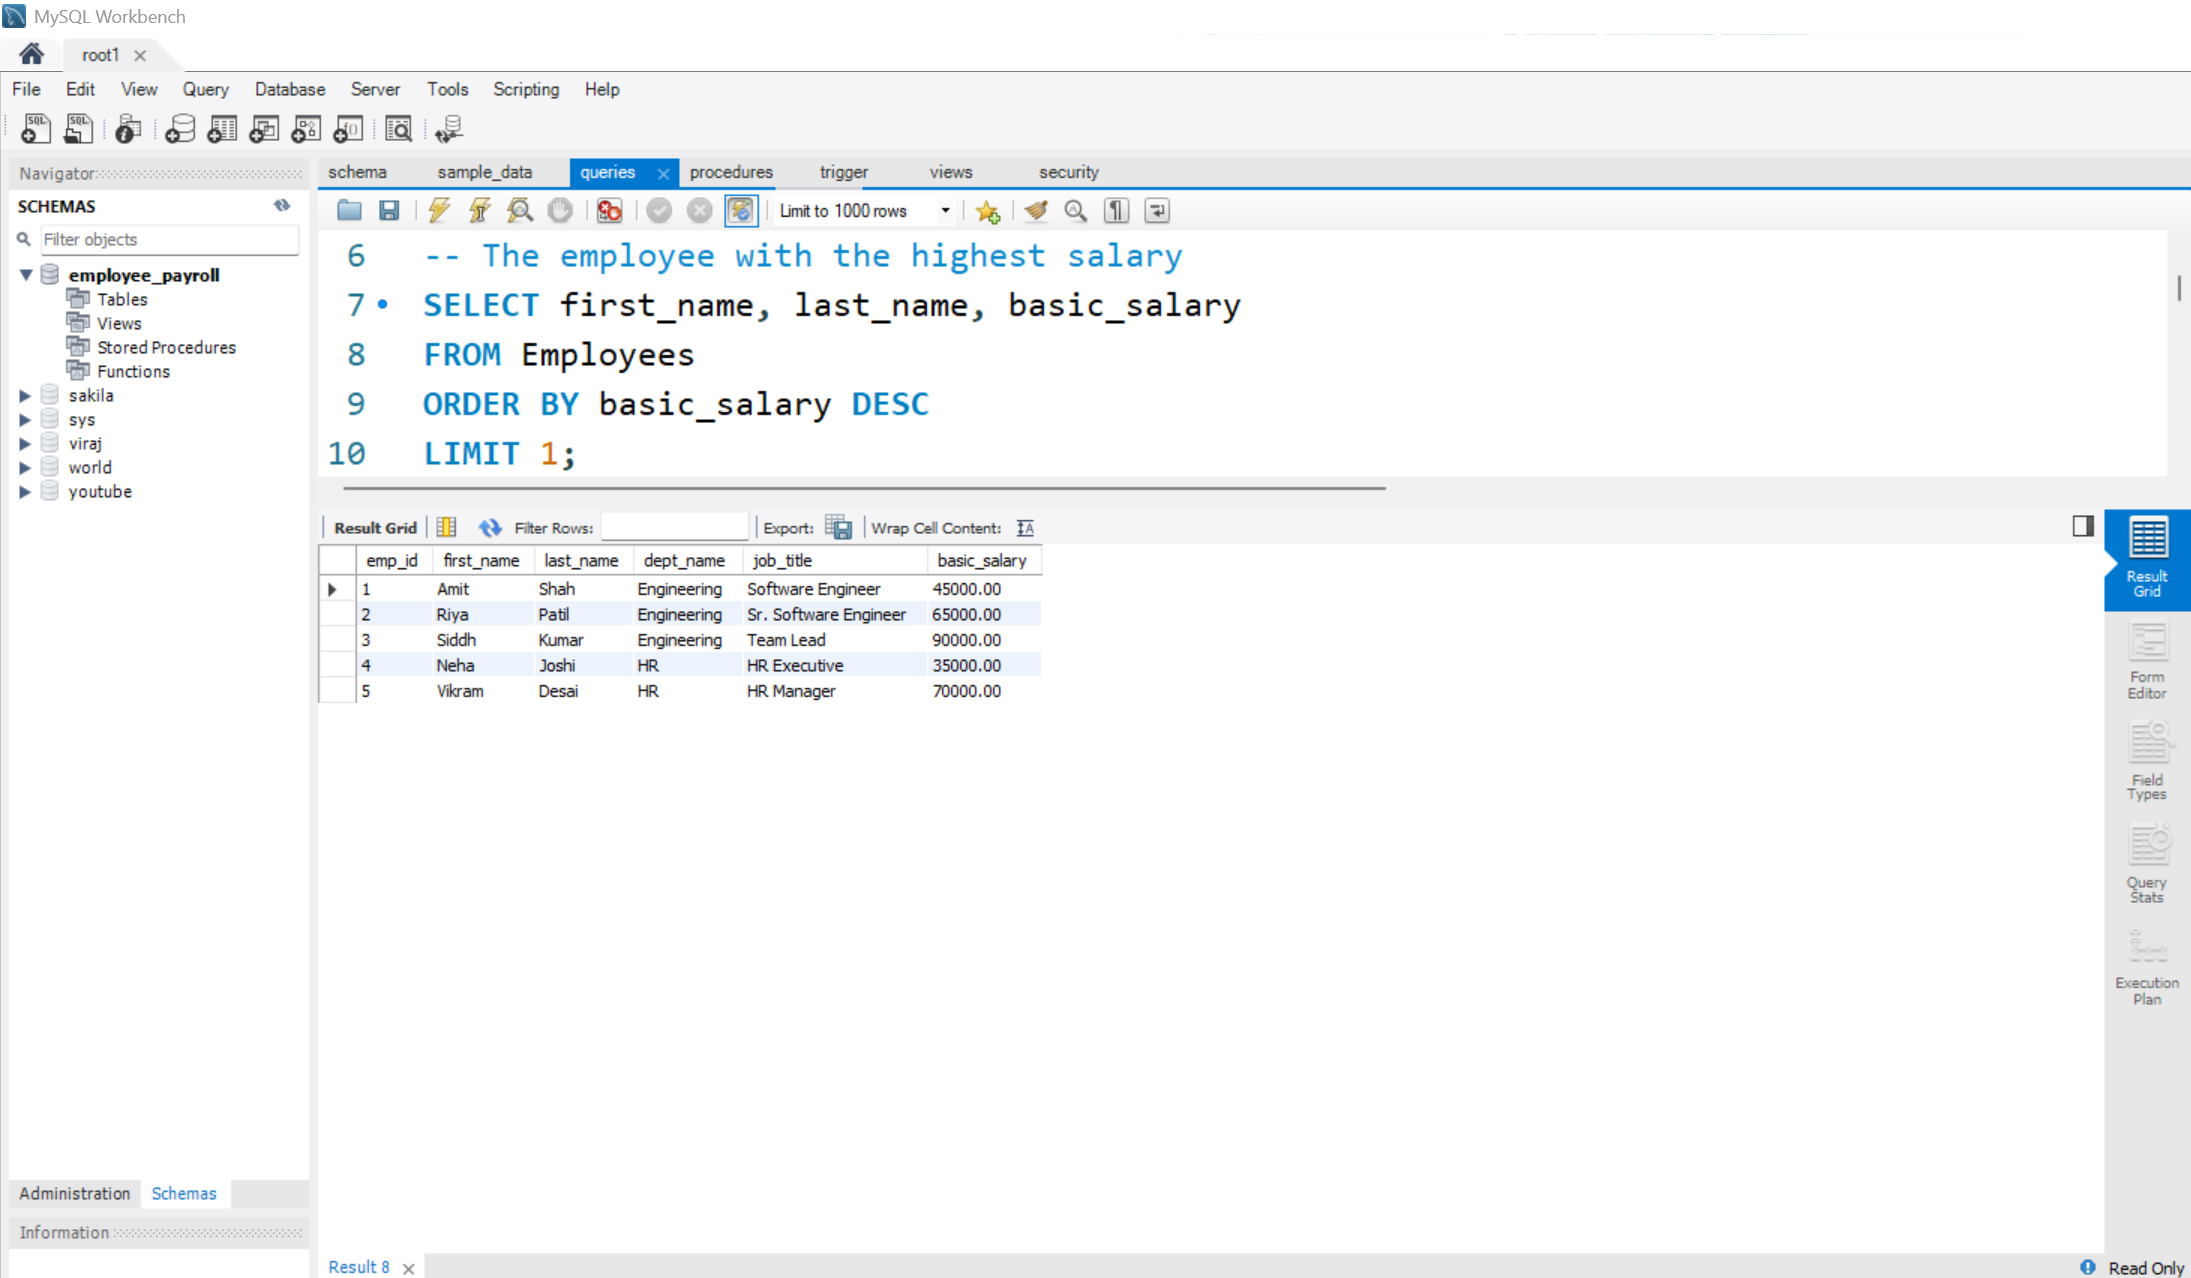 MySQL Workbench
root1
File Edit View Query Database Server Tools Scripting Help
Navigator
SCHEMAS
Filter objects
employee_payroll
Tables
Views
Stored Procedures
Functions
sakila
sys
viraj
world
youtube
Administration Schemas
Information
schema sample_data queries procedures trigger views security
Limit to 1000 rows
6 -- The employee with the highest salary
7 SELECT first_name, last_name, basic_salary
8 FROM Employees
9 ORDER BY basic_salary DESC
10 LIMIT 1;
Result Grid Filter Rows: Export: Wrap Cell Content:
emp_id first_name last_name dept_name job_title basic_salary
1 Amit Shah Engineering Software Engineer 45000.00
2 Riya Patil Engineering Sr. Software Engineer 65000.00
3 Siddh Kumar Engineering Team Lead 90000.00
4 Neha Joshi HR HR Executive 35000.00
5 Vikram Desai HR HR Manager 70000.00
Result
Grid
Form
Editor
Field
Types
Query
Stats
Execution
Plan
Result 8
Read Only